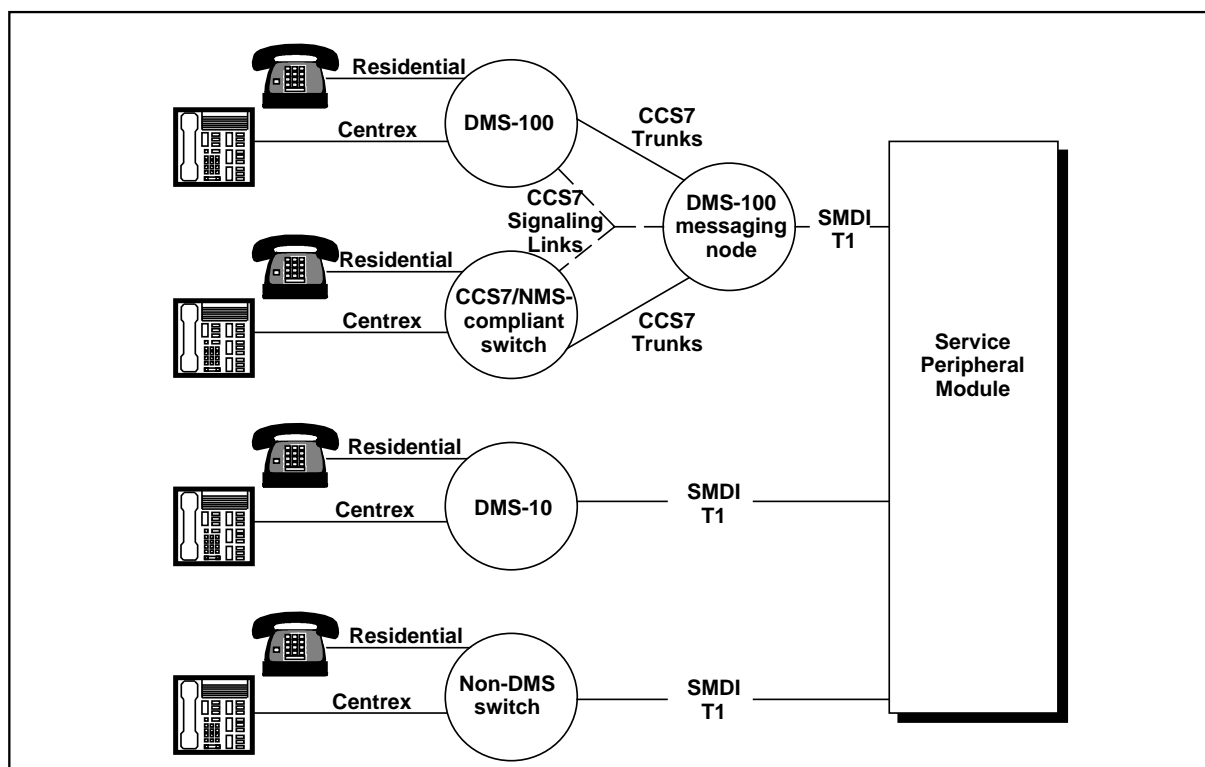 Residential
Centrex
DMS-100
CCS7
Trunks
CCS7
Signaling
Links
DMS-100
messaging
node
SMDI
T1
Residential
Centrex
CCS7/NMS-
compliant
switch
CCS7
Trunks
Service
Peripheral
Module
Residential
Centrex
DMS-10
SMDI
T1
Residential
Centrex
Non-DMS
switch
SMDI
T1